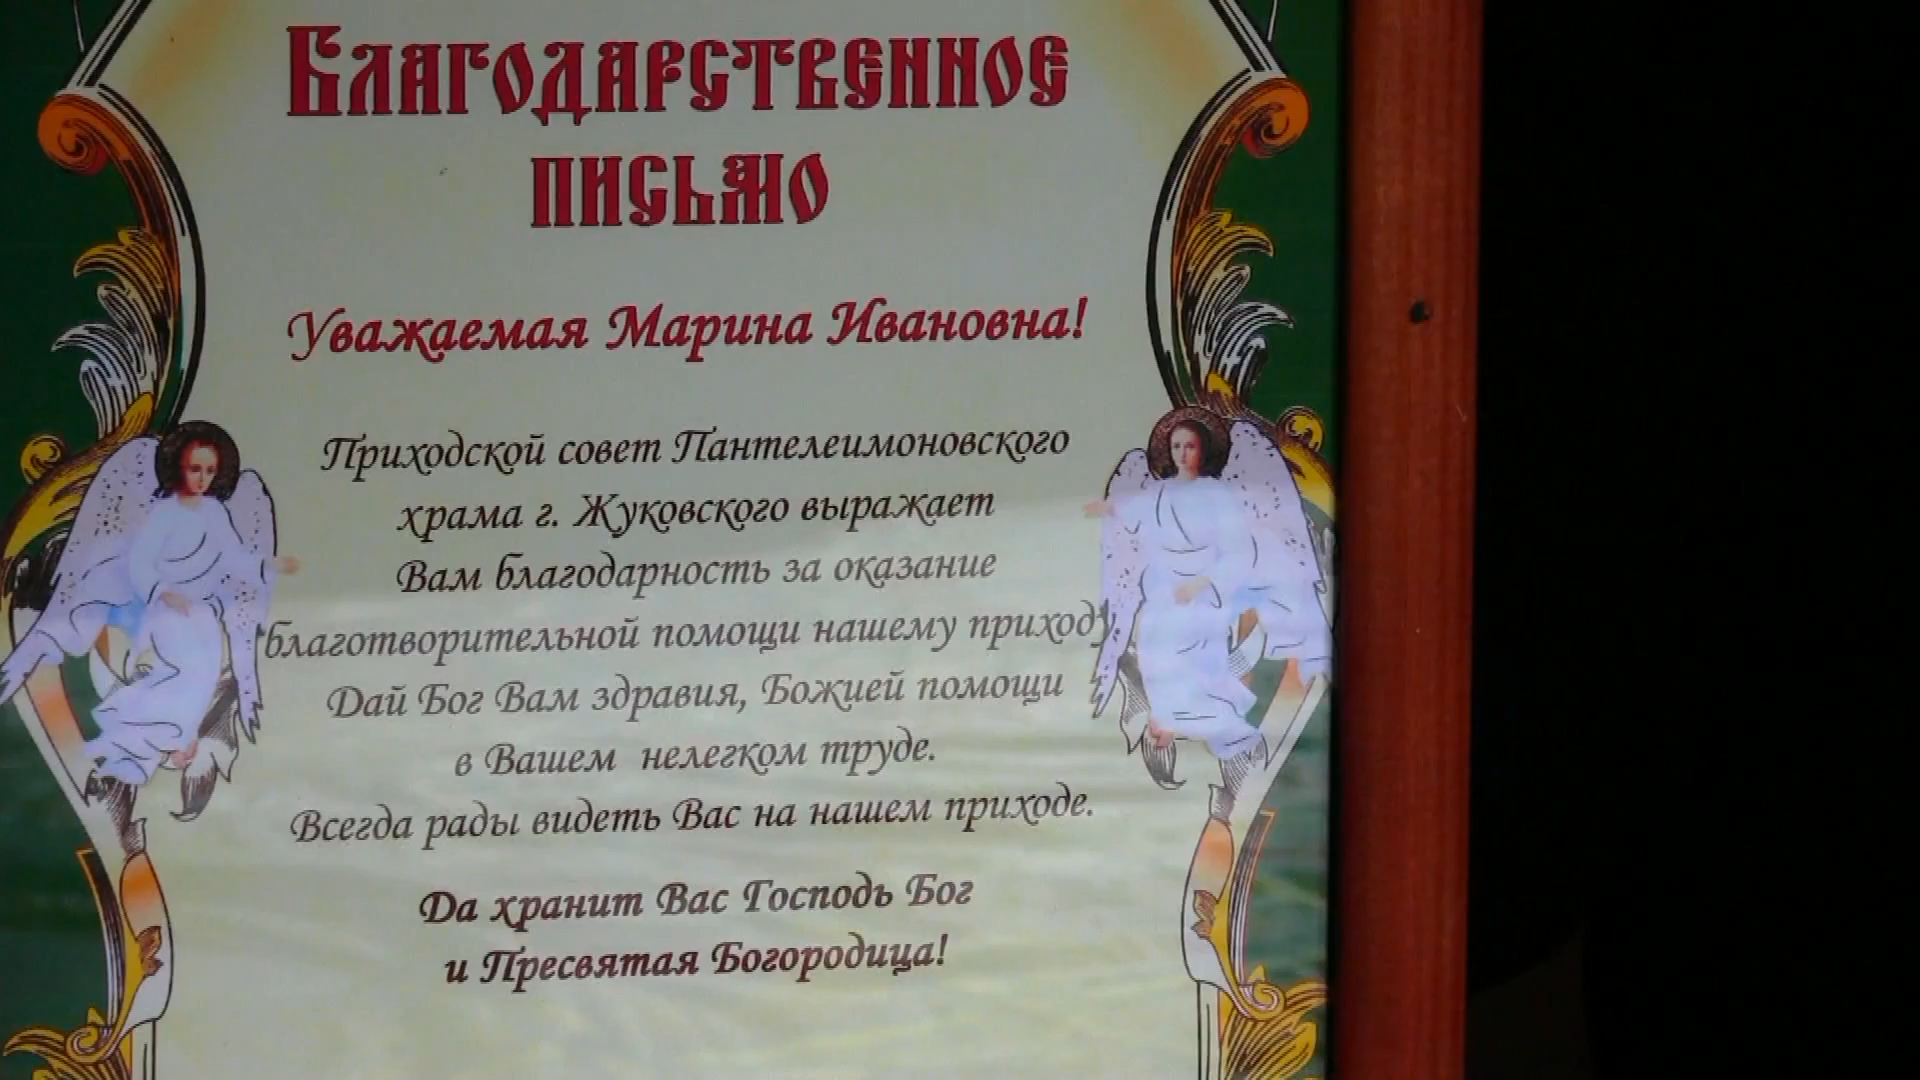 Благодарственное
письмо
Уважаемая Марина Ивановна!
Приходской совет Пантелеимоновского
храма г. Жуковского выражает
Вам благодарность за оказание
благотворительной помощи нашему приходу.
Дай Бог Вам здравия, Божией помощи
в Вашем нелегком труде.
Всегда рады видеть Вас на нашем приходе.
Да хранит Вас Господь Бог
и Пресвятая Богородица!